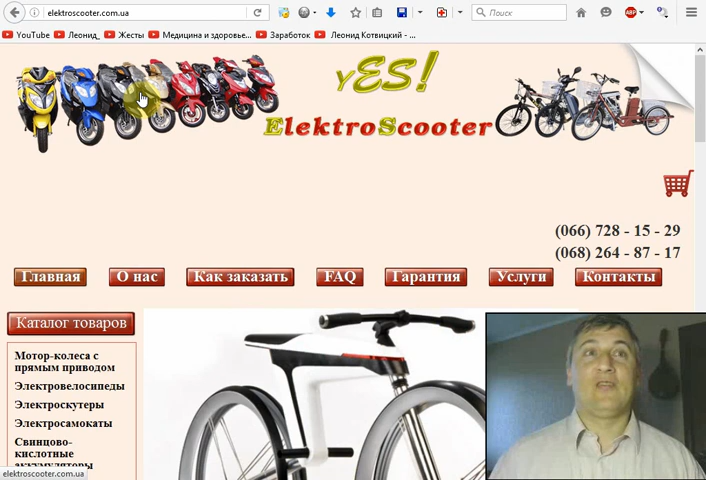 elektroscooter.com.ua
Поиск
ABP
YouTube
Леонид_
Жесты
Медицина и здоровье...
Заработок
Леонид Котвицкий - ...
YES!
ElektroScooter
(066) 728 - 15 - 29
(068) 264 - 87 - 17
Главная
О нас
Как заказать
FAQ
Гарантия
Услуги
Контакты
Каталог товаров
Мотор-колеса с
прямым приводом
Электровелосипеды
Электроскутеры
Электросамокаты
Свинцово-
кислотные
аккумуляторы
elektroscooter.com.ua